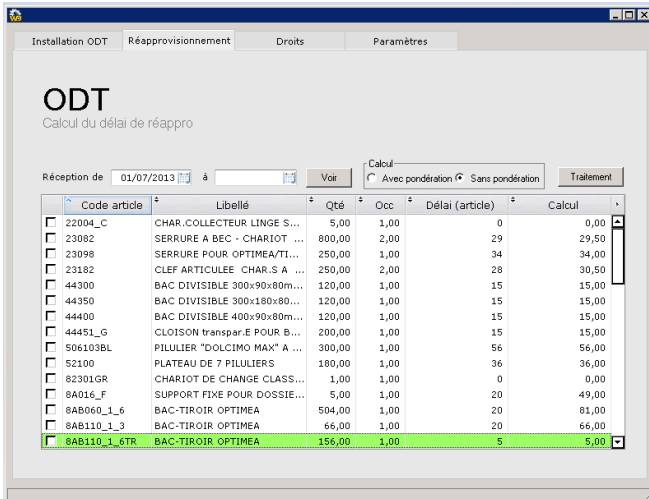 Installation ODT Réapprovisionnement Droits Paramètres
ODT
Calcul du délai de réappro
Calcul
Réception de 01/07/2013 à Voir Avec pondération Sans pondération Traitement
Code article Libellé Qté Occ Délai (article) Calcul
22004_C CHAR.COLLECTEUR LINGE S... 5,00 1,00 0 0,00
23082 SERRURE A BEC - CHARIOT ... 800,00 2,00 29 29,50
23098 SERRURE POUR OPTIMEA/TI... 250,00 1,00 34 34,00
23182 CLEF ARTICULEE CHAR.S A ... 250,00 2,00 28 30,50
44300 BAC DIVISIBLE 300x90x80m... 120,00 1,00 15 15,00
44350 BAC DIVISIBLE 300x180x80... 120,00 1,00 15 15,00
44400 BAC DIVISIBLE 400x90x80m... 120,00 1,00 15 15,00
44451_G CLOISON transpar.E POUR B... 200,00 1,00 15 15,00
506103BL PILULIER "DOLCIMO MAX" A ... 300,00 1,00 56 56,00
52100 PLATEAU DE 7 PILULIERS 180,00 1,00 36 36,00
82301GR CHARIOT DE CHANGE CLASS... 1,00 1,00 0 0,00
8A016_F SUPPORT FIXE POUR DOSSIE... 5,00 1,00 20 49,00
8AB060_1_6 BAC-TIROIR OPTIMEA 504,00 1,00 20 81,00
8AB110_1_3 BAC-TIROIR OPTIMEA 66,00 1,00 20 66,00
8AB110_1_6TR BAC-TIROIR OPTIMEA 156,00 1,00 5 5,00